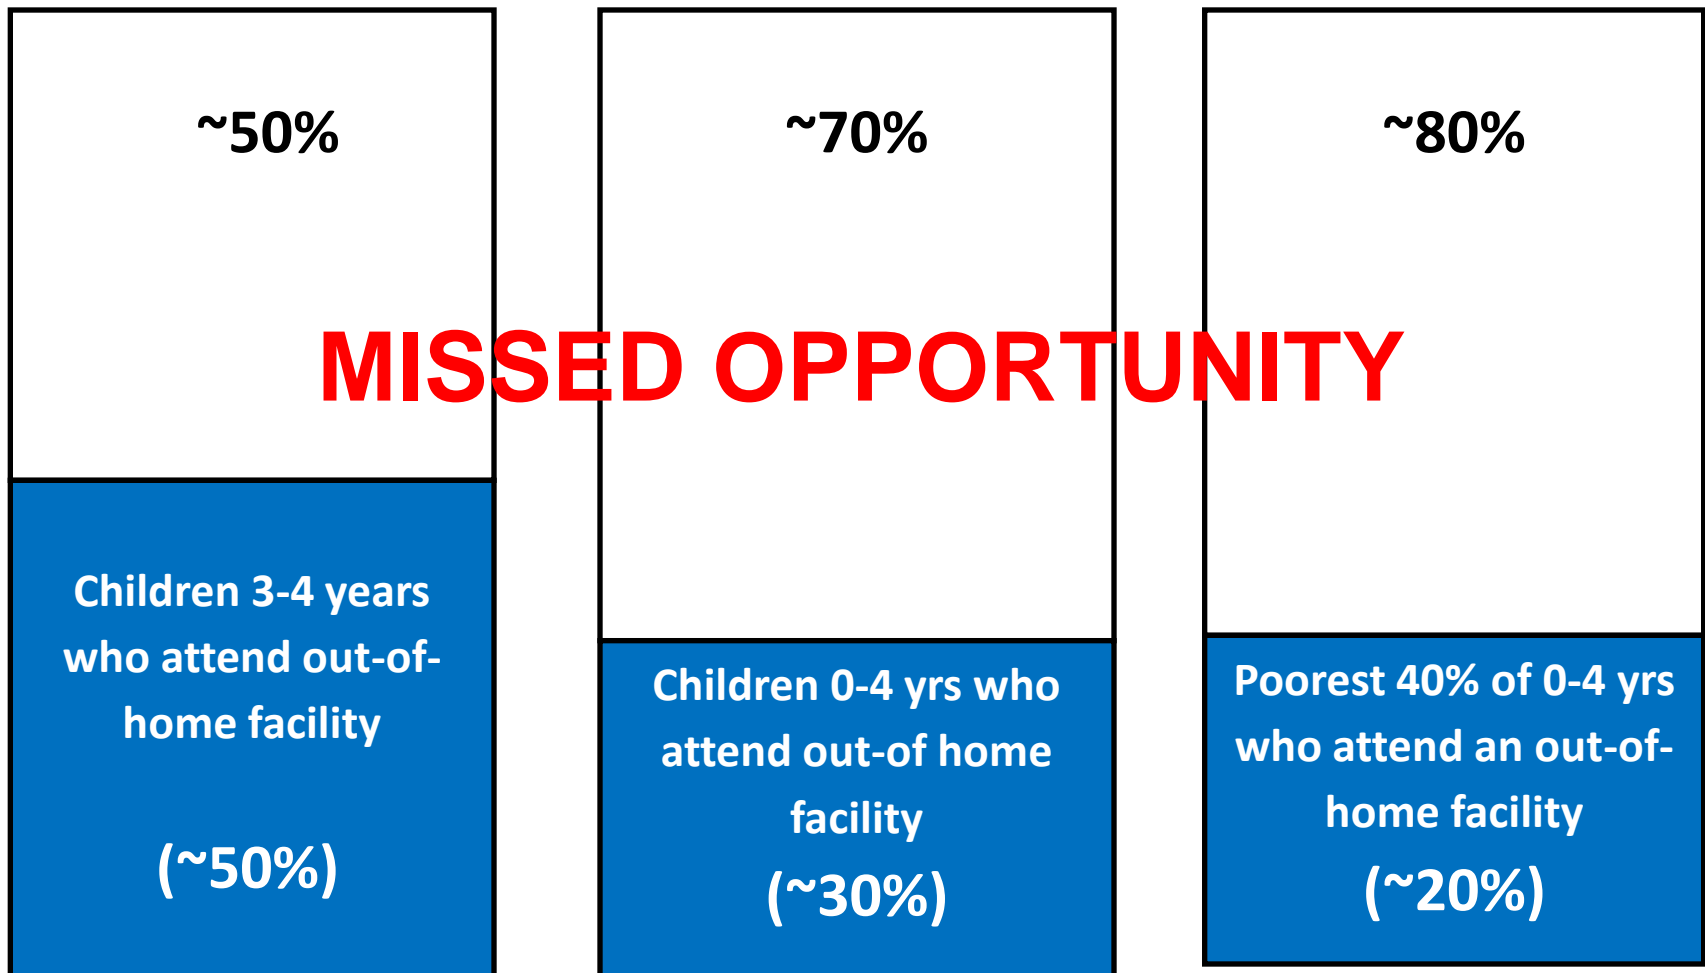 ~50%
~70%
~80%
MISSED OPPORTUNITY
Children 3-4 years
who attend out-of-
home facility
(~50%)
Children 0-4 yrs who
attend out-of home
facility
(~30%)
Poorest 40% of 0-4 yrs
who attend an out-of-
home facility
(~20%)